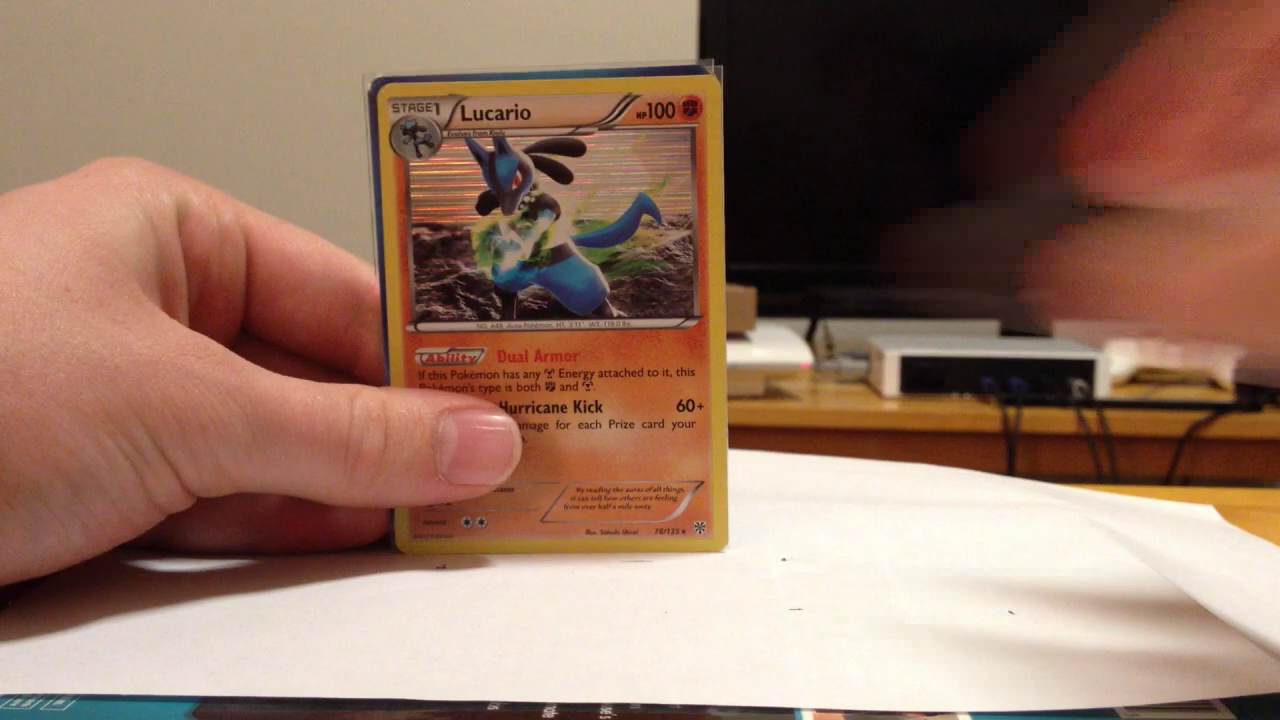 STAGE1 Lucario HP100
Evolves from Riolu
NO. 448 Aura Pokémon HT. 3'11" WT. 119.0 lbs.
Ability Dual Armor
If this Pokémon has any Energy attached to it, this
Pokémon's type is both and
Hurricane Kick 60+
damage for each Prize card your
By reading the auras of all things,
it can tell how others are feeling
from over half a mile away.
Illus. Satoshi Shirai 78/135